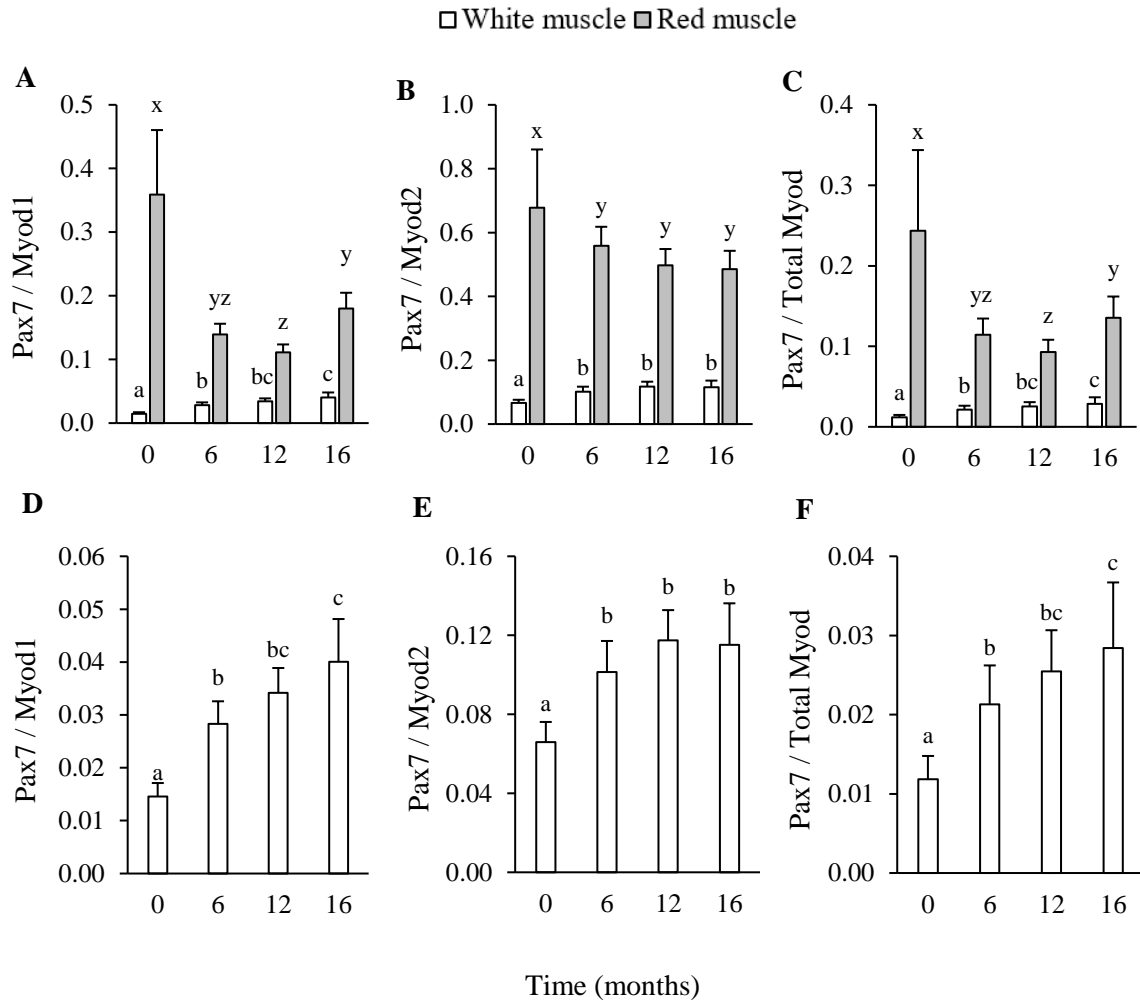 White muscle Red muscle
A
Pax7 / Myod1
0.5
0.4
0.3
0.2
0.1
0.0
x
yz
z
y
a
b
bc
c
0 6 12 16
B
Pax7 / Myod2
1.0
0.8
0.6
0.4
0.2
0.0
x
y
y
y
a
b
b
b
0 6 12 16
C
Pax7 / Total Myod
0.4
0.3
0.2
0.1
0.0
x
yz
z
y
a
b
bc
c
0 6 12 16
D
Pax7 / Myod1
0.06
0.05
0.04
0.03
0.02
0.01
0.00
a
b
bc
c
0 6 12 16
E
Pax7 / Myod2
0.16
0.12
0.08
0.04
0.00
a
b
b
b
0 6 12 16
F
Pax7 / Total Myod
0.04
0.03
0.02
0.01
0.00
a
b
bc
c
0 6 12 16
Time (months)